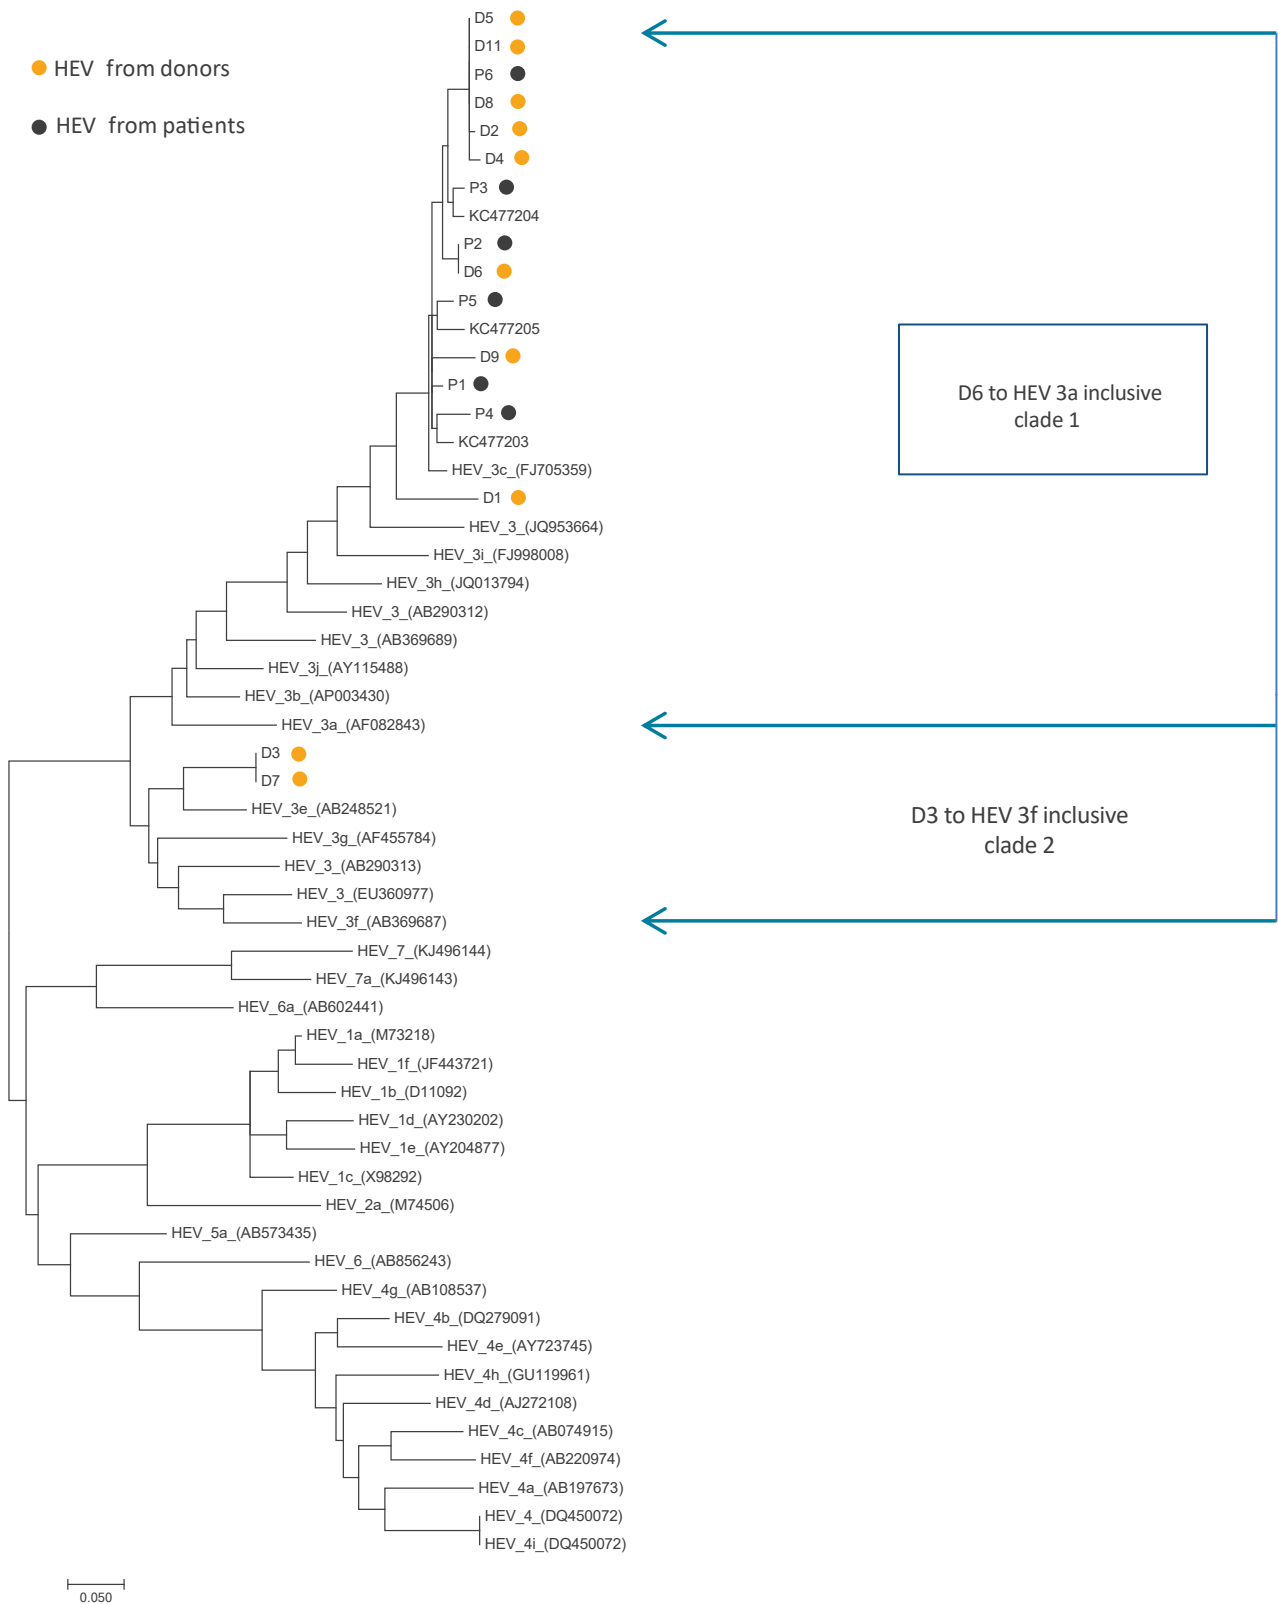 HEV from donors
HEV from patients
D5
D11
P6
D8
D2
D4
P3
KC477204
P2
D6
P5
KC477205
D9
P1
P4
KC477203
HEV_3c_(FJ705359)
D1
HEV_3_(JQ953664)
HEV_3i_(FJ998008)
HEV_3h_(JQ013794)
HEV_3_(AB290312)
HEV_3_(AB369689)
HEV_3j_(AY115488)
HEV_3b_(AP003430)
HEV_3a_(AF082843)
D3
D7
HEV_3e_(AB248521)
HEV_3g_(AF455784)
HEV_3_(AB290313)
HEV_3_(EU360977)
HEV_3f_(AB369687)
HEV_7_(KJ496144)
HEV_7a_(KJ496143)
HEV_6a_(AB602441)
HEV_1a_(M73218)
HEV_1f_(JF443721)
HEV_1b_(D11092)
HEV_1d_(AY230202)
HEV_1e_(AY204877)
HEV_1c_(X98292)
HEV_2a_(M74506)
HEV_5a_(AB573435)
HEV_6_(AB856243)
HEV_4g_(AB108537)
HEV_4b_(DQ279091)
HEV_4e_(AY723745)
HEV_4h_(GU119961)
HEV_4d_(AJ272108)
HEV_4c_(AB074915)
HEV_4f_(AB220974)
HEV_4a_(AB197673)
HEV_4_(DQ450072)
HEV_4i_(DQ450072)
0.050
D6 to HEV 3a inclusive
clade 1
D3 to HEV 3f inclusive
clade 2